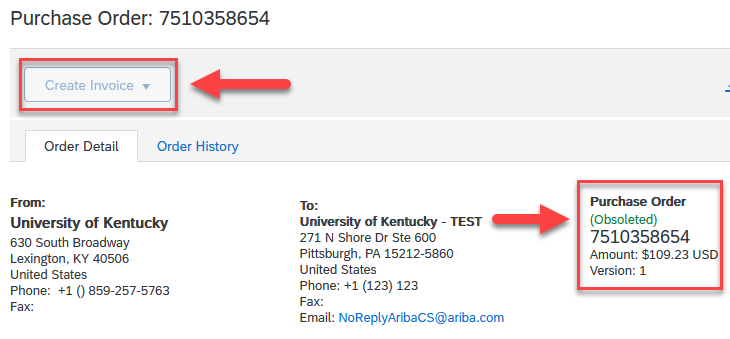 Purchase Order: 7510358654
Create Invoice
Order Detail
Order History
From:
University of Kentucky
630 South Broadway
Lexington, KY 40506
United States
Phone: +1 () 859-257-5763
Fax:
To:
University of Kentucky - TEST
271 N Shore Dr Ste 600
Pittsburgh, PA 15212-5860
United States
Phone: +1 (123) 123
Fax:
Email: NoReplyAribaCS@ariba.com
Purchase Order
(Obsoleted)
7510358654
Amount: $109.23 USD
Version: 1